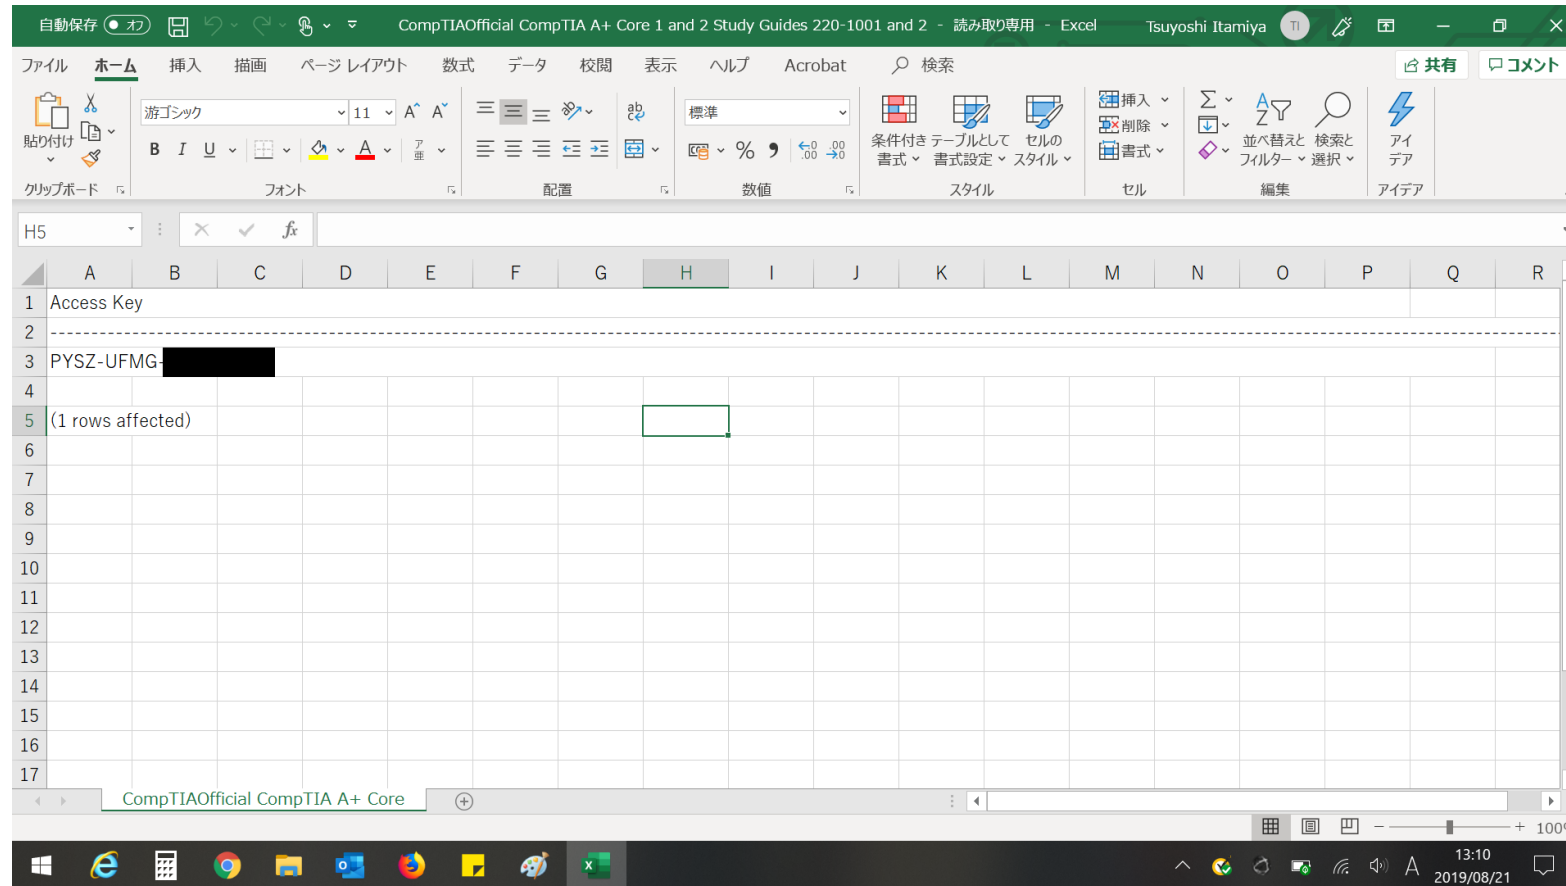 自動保存 オフ CompTIAOfficial CompTIA A+ Core 1 and 2 Study Guides 220-1001 and 2 - 読み取り専用 - Excel Tsuyoshi Itamiya TI
ファイル ホーム 挿入 描画 ページ レイアウト 数式 データ 校閲 表示 ヘルプ Acrobat 検索 共有 コメント
貼り付け
游ゴシック 11 A A
B I U A ア亜
ab
標準
% 9 .00 .00
条件付き書式
テーブルとして書式設定
セルのスタイル
挿入
削除
書式
Σ
並べ替えとフィルター
検索と選択
アイデア
クリップボード フォント 配置 数値 スタイル セル 編集 アイデア
H5 fx
A B C D E F G H I J K L M N O P Q R
1 Access Key
2 ----------------------------------------------------------------
3 PYSZ-UFMG-
4
5 (1 rows affected)
6
7
8
9
10
11
12
13
14
15
16
17
CompTIAOfficial CompTIA A+ Core
- + 100%
A 13:10
2019/08/21